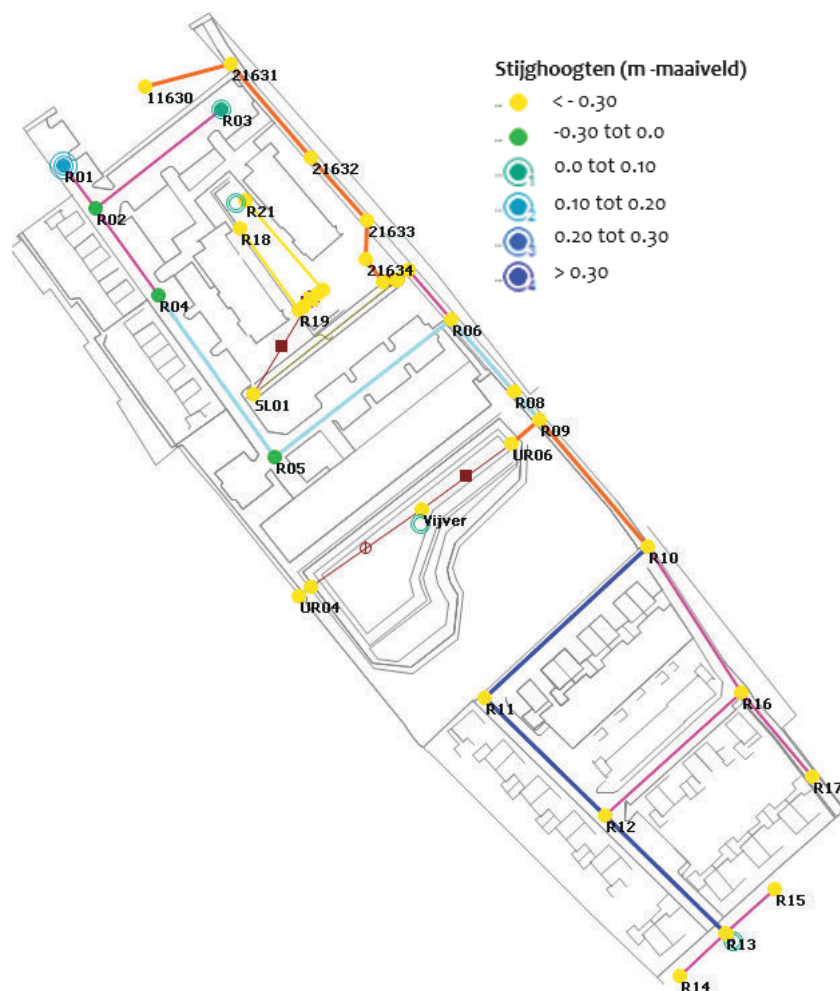 Stijghoogten (m -maaiveld)
< - 0.30
-0.30 tot 0.0
0.0 tot 0.10
0.10 tot 0.20
0.20 tot 0.30
> 0.30
21631
11630
R03
R01
R02
21632
R21
R18
21633
21634
R04
R19
R06
SL01
R08
R09
UR06
R05
Vijver
R10
UR04
R11
R16
R17
R12
R15
R13
R14